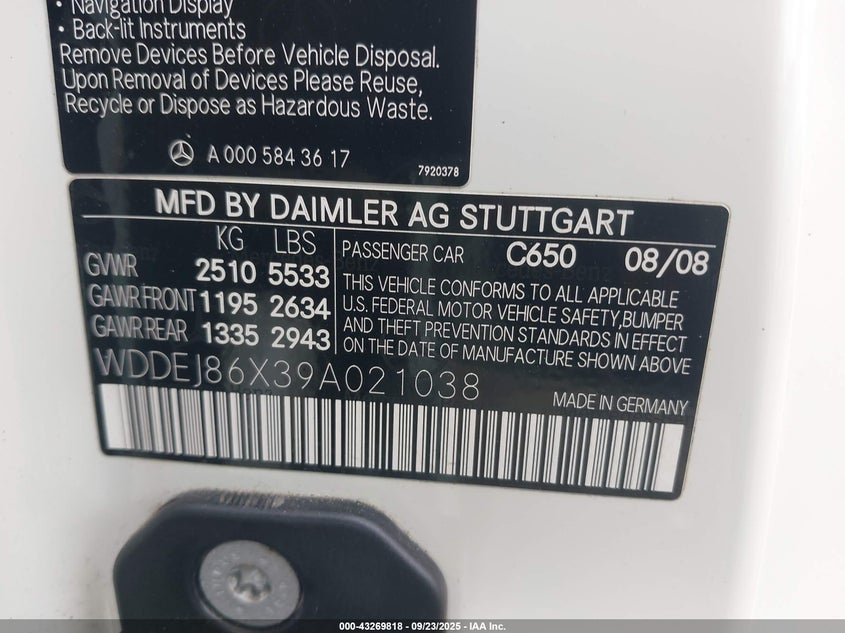 • Navigation Display
• Back-lit Instruments
Remove Devices Before Vehicle Disposal.
Upon Removal of Devices Please Reuse,
Recycle or Dispose as Hazardous Waste.
A 000 584 36 17
7920378
MFD BY DAIMLER AG STUTTGART
KG LBS
GVWR 2510 5533
GAWR FRONT 1195 2634
GAWR REAR 1335 2943
PASSENGER CAR C650 08/08
THIS VEHICLE CONFORMS TO ALL APPLICABLE
U.S. FEDERAL MOTOR VEHICLE SAFETY,BUMPER
AND THEFT PREVENTION STANDARDS IN EFFECT
ON THE DATE OF MANUFACTURE SHOWN ABOVE
WDDEJ86X39A021038
MADE IN GERMANY
000-43269818 - 09/23/2025 - IAA Inc.